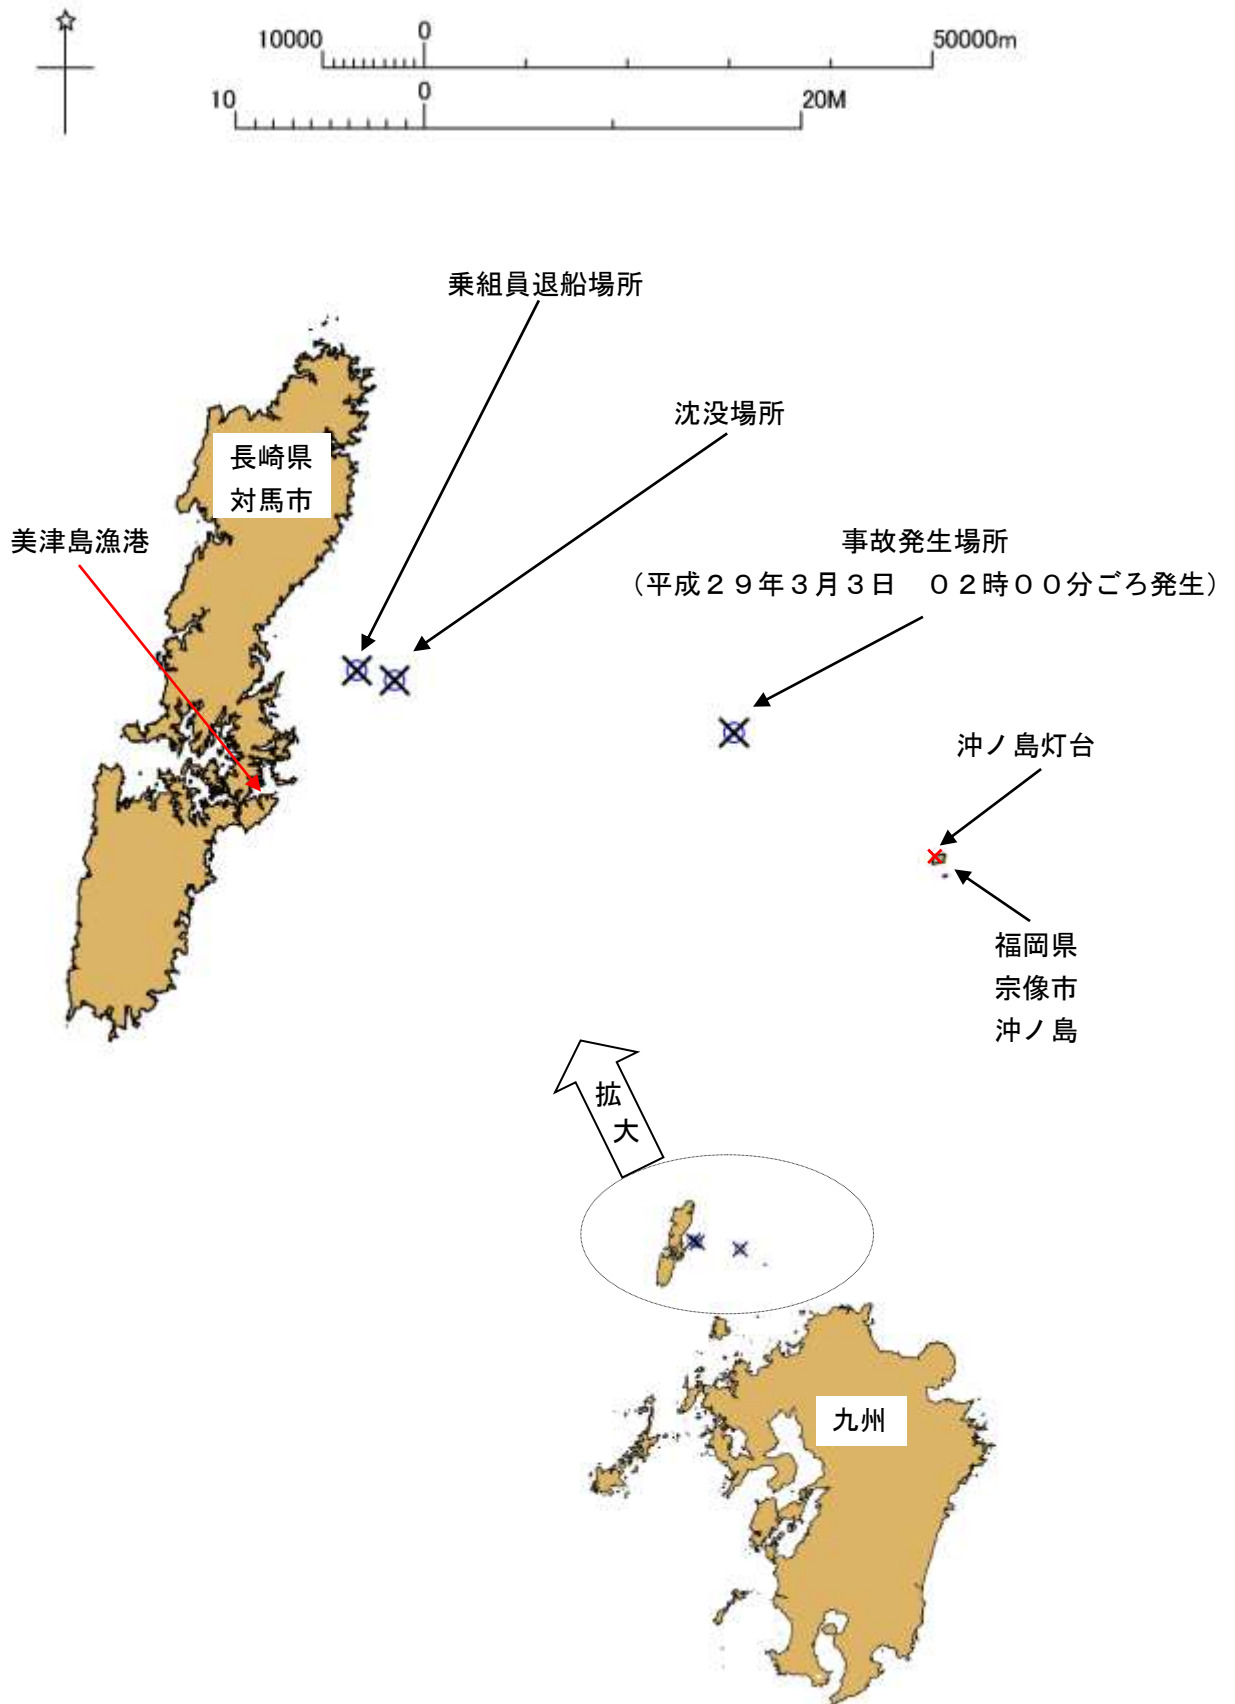 10000 0 50000m
10 0 20M
乗組員退船場所
沈没場所
長崎県
対馬市
美津島漁港
事故発生場所
（平成２９年３月３日　０２時００分ごろ発生）
沖ノ島灯台
福岡県
宗像市
沖ノ島
拡
大
九州